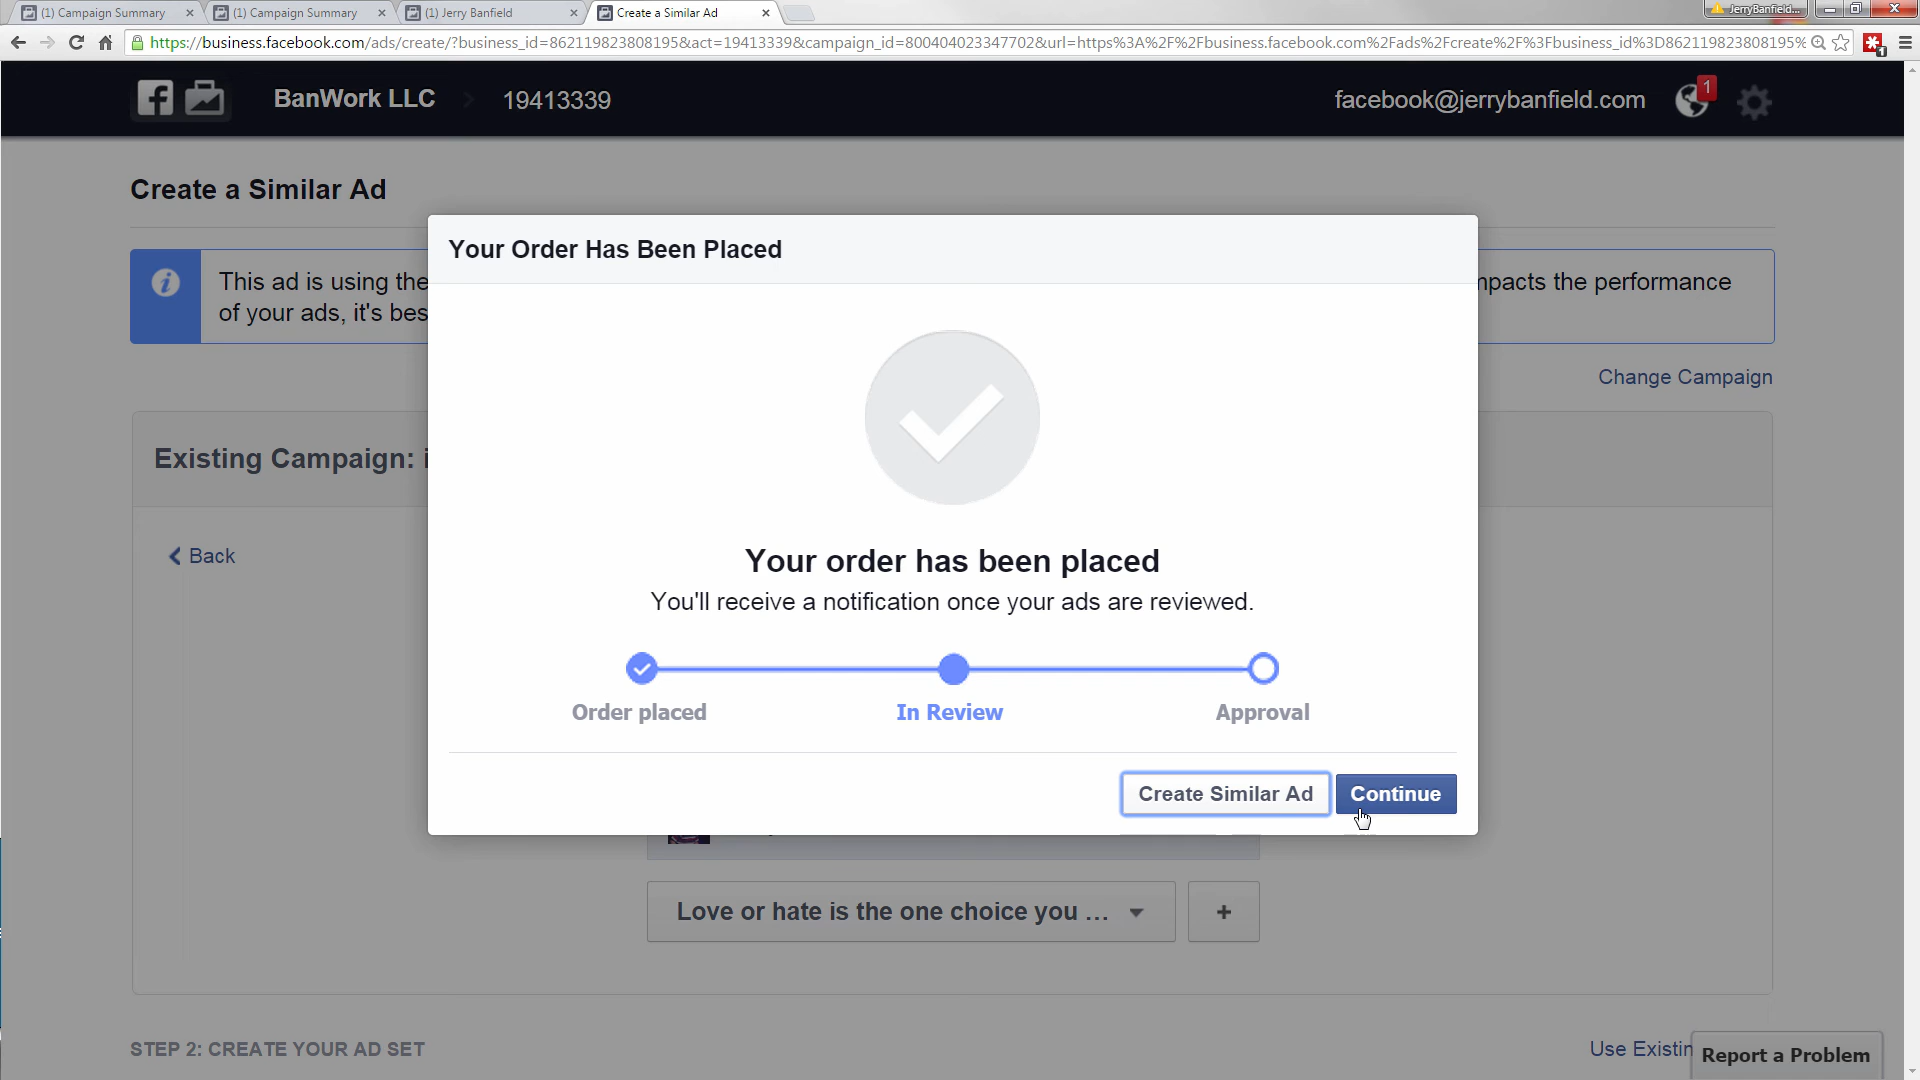 (1) Campaign Summary
(1) Campaign Summary
(1) Jerry Banfield
Create a Similar Ad
JerryBanfield...
https://business.facebook.com/ads/create/?business_id=862119823808195&act=19413339&campaign_id=800404023347702&url=https%3A%2F%2Fbusiness.facebook.com%2Fads%2Fcreate%2F%3Fbusiness_id%3D862119823808195%
1
BanWork LLC
19413339
facebook@jerrybanfield.com
1
Create a Similar Ad
Your Order Has Been Placed
This ad is using the
mpacts the performance
of your ads, it's bes
Change Campaign
Existing Campaign: i
Back
Your order has been placed
You'll receive a notification once your ads are reviewed.
Order placed
In Review
Approval
Create Similar Ad
Continue
Love or hate is the one choice you ...
+
STEP 2: CREATE YOUR AD SET
Use Existin
Report a Problem